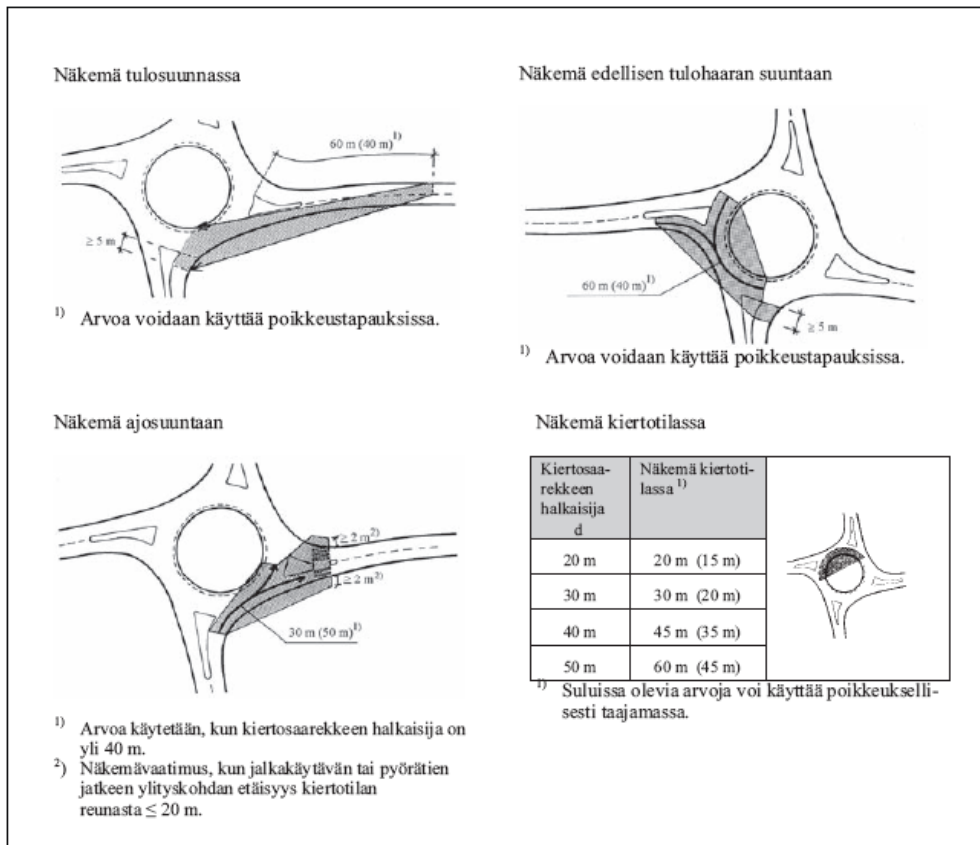 Näkemä tulosuunnassa
60 m (40 m)¹⁾
≥ 5 m
¹⁾ Arvoa voidaan käyttää poikkeustapauksissa.
Näkemä edellisen tulohaaran suuntaan
60 m (40 m)¹⁾
≥ 5 m
¹⁾ Arvoa voidaan käyttää poikkeustapauksissa.
Näkemä ajosuuntaan
≥ 2 m²⁾
≥ 2 m²⁾
30 m (50 m)¹⁾
¹⁾ Arvoa käytetään, kun kiertosaarekkeen halkaisija on
yli 40 m.
²⁾ Näkemävaatimus, kun jalkakäytävän tai pyörätien
jatkeen ylityskohdan etäisyys kiertotilan
reunasta ≤ 20 m.
Näkemä kiertotilassa
Kiertosaa-
rekkeen
halkaisija
d
Näkemä kiertoti-
lassa ¹⁾
20 m 20 m (15 m)
30 m 30 m (20 m)
40 m 45 m (35 m)
50 m 60 m (45 m)
¹⁾ Suluissa olevia arvoja voi käyttää poikkeukselli-
sesti taajamassa.